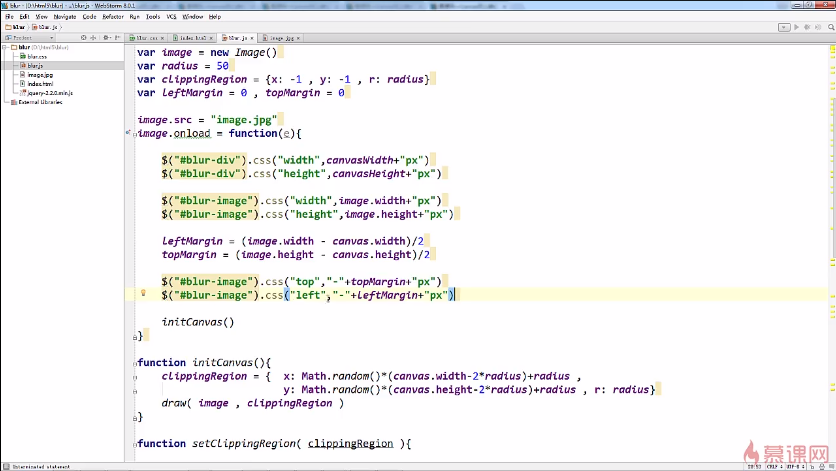 blur - [D:\html5\blur] - ...\blur.js - WebStorm 8.0.1
File Edit View Navigate Code Refactor Run Tools VCS Window Help
blur blur.js
Project
blur.css index.html blur.js image.jpg
blur (D:\html5\blur)
blur.css
blur.js
image.jpg
index.html
jquery-2.2.0.min.js
External Libraries
var image = new Image()
var radius = 50
var clippingRegion = {x: -1 , y: -1 , r: radius}
var leftMargin = 0 , topMargin = 0
image.src = "image.jpg"
image.onload = function(e){
$("#blur-div").css("width",canvasWidth+"px")
$("#blur-div").css("height",canvasHeight+"px")
$("#blur-image").css("width",image.width+"px")
$("#blur-image").css("height",image.height+"px")
leftMargin = (image.width - canvas.width)/2
topMargin = (image.height - canvas.height)/2
$("#blur-image").css("top","-"+topMargin+"px")
$("#blur-image").css("left","-"+leftMargin+"px")
initCanvas()
}
function initCanvas(){
clippingRegion = { x: Math.random()*(canvas.width-2*radius)+radius ,
y: Math.random()*(canvas.height-2*radius)+radius , r: radius}
draw( image , clippingRegion )
}
function setClippingRegion( clippingRegion ){
Unterminated statement
慕课网